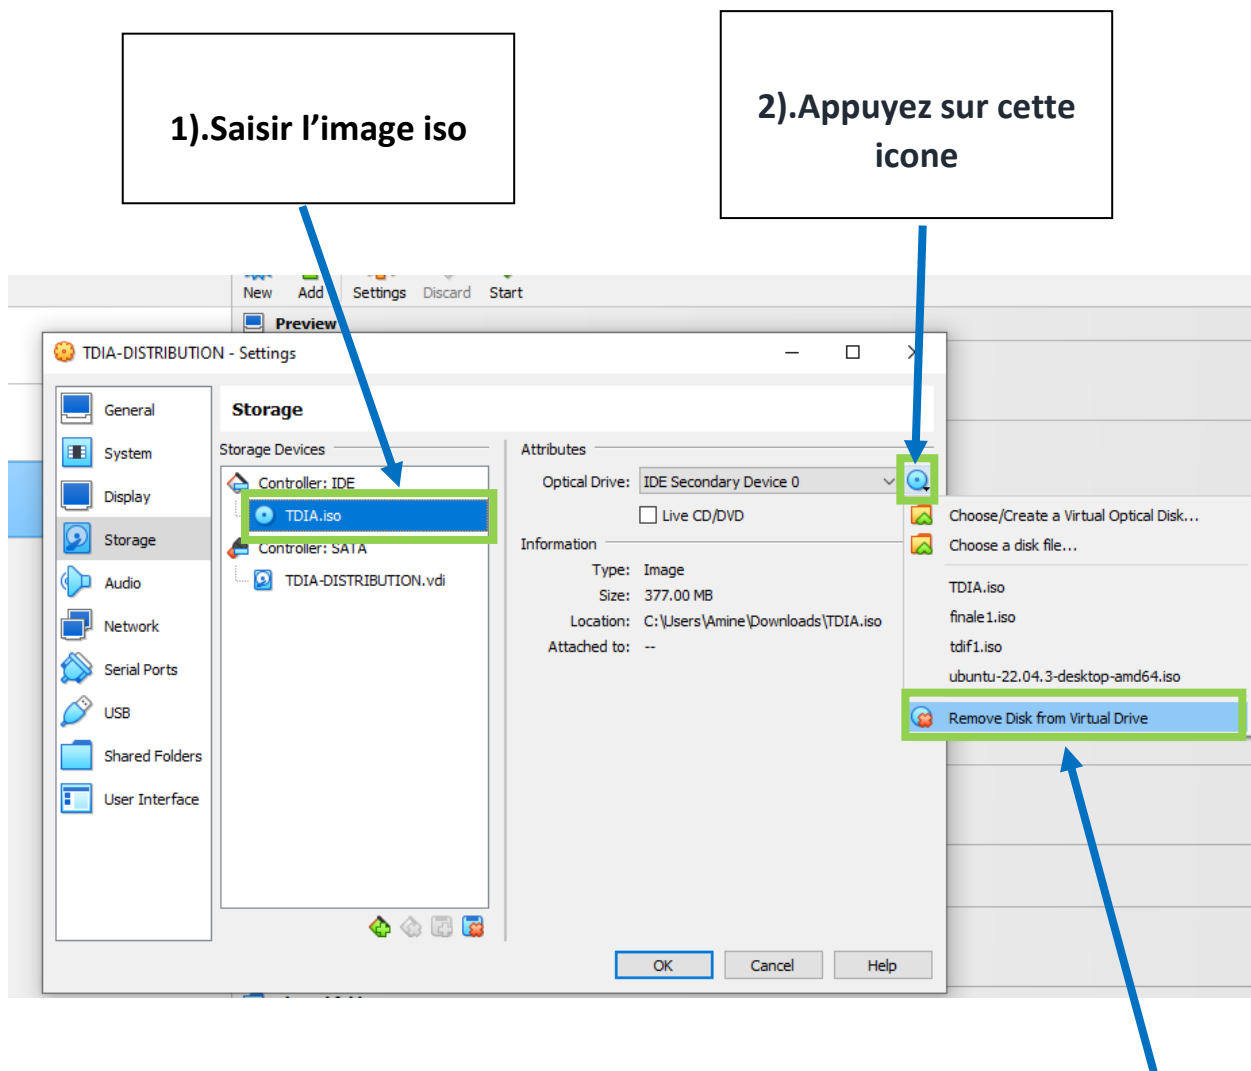 1).Saisir l’image iso
2).Appuyez sur cette
icone
New Add Settings Discard Start
Preview
TDIA-DISTRIBUTION - Settings
General
System
Display
Storage
Audio
Network
Serial Ports
USB
Shared Folders
User Interface
Storage
Storage Devices
Controller: IDE
TDIA.iso
Controller: SATA
TDIA-DISTRIBUTION.vdi
Attributes
Optical Drive: IDE Secondary Device 0
Live CD/DVD
Information
Type: Image
Size: 377.00 MB
Location: C:\Users\Amine\Downloads\TDIA.iso
Attached to: --
Choose/Create a Virtual Optical Disk...
Choose a disk file...
TDIA.iso
finale1.iso
tdif1.iso
ubuntu-22.04.3-desktop-amd64.iso
Remove Disk from Virtual Drive
OK Cancel Help